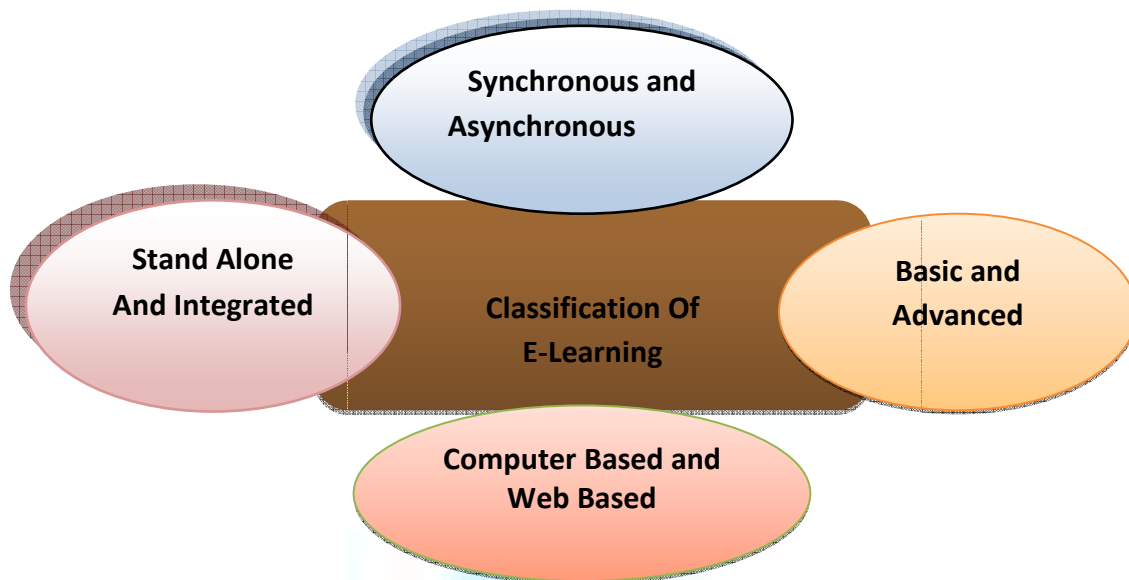 Synchronous and
Asynchronous
Stand Alone
And Integrated
Classification Of
E-Learning
Basic and
Advanced
Computer Based and
Web Based